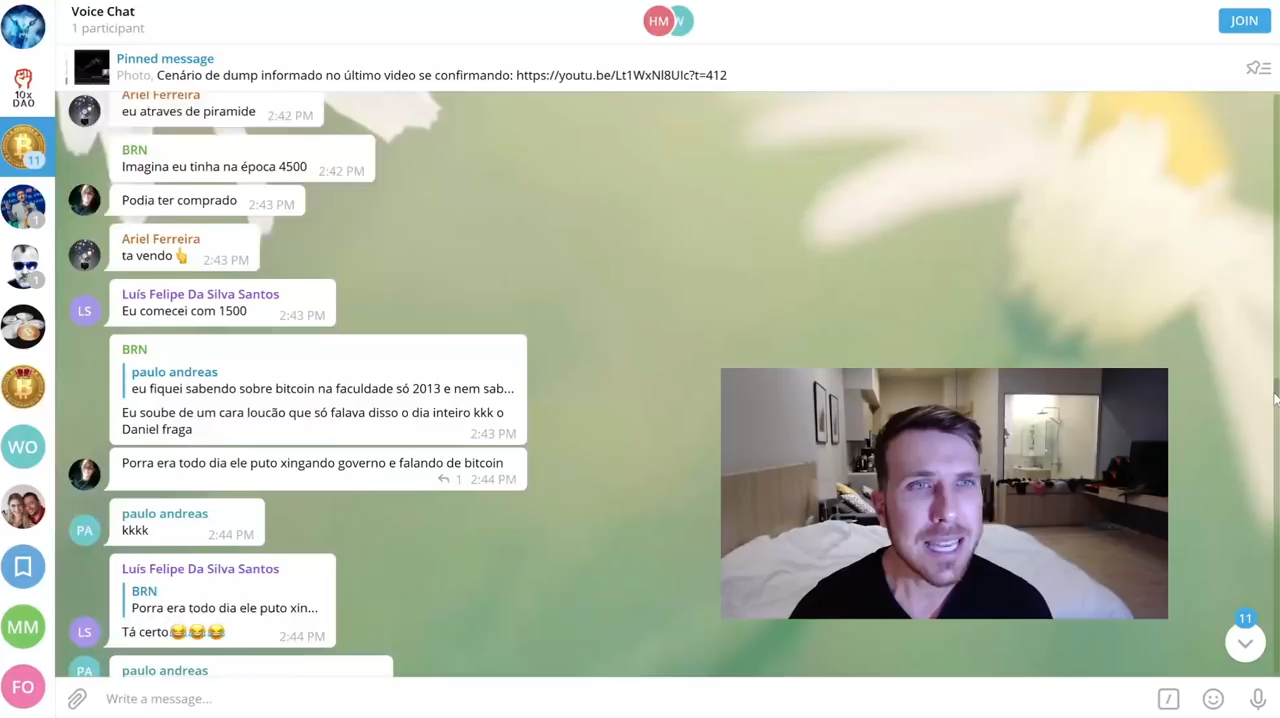 Voice Chat
1 participant
HM
W
JOIN
Pinned message
Photo, Cenário de dump informado no último video se confirmando: https://youtu.be/Lt1WxNl8UIc?t=412
10x
DAO
11
1
1
WO
MM
FO
Ariel Ferreira
eu atraves de piramide 2:42 PM
BRN
Imagina eu tinha na época 4500 2:42 PM
Podia ter comprado 2:43 PM
Ariel Ferreira
ta vendo👆 2:43 PM
Luís Felipe Da Silva Santos
LS Eu comecei com 1500 2:43 PM
BRN
paulo andreas
eu fiquei sabendo sobre bitcoin na faculdade só 2013 e nem sab...
Eu soube de um cara loucão que só falava disso o dia inteiro kkk o
Daniel fraga 2:43 PM
Porra era todo dia ele puto xingando governo e falando de bitcoin
1 2:44 PM
paulo andreas
PA kkkk 2:44 PM
Luís Felipe Da Silva Santos
BRN
Porra era todo dia ele puto xin...
LS Tá certo😂😂😂 2:44 PM
PA paulo andreas
11
Write a message...